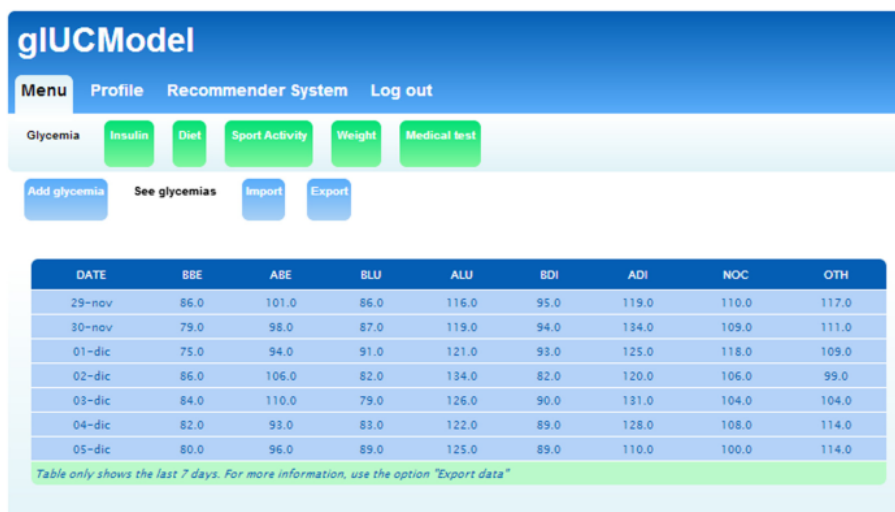 glUCModel
Menu Profile Recommender System Log out
Glycemia Insulin Diet Sport Activity Weight Medical test
Add glycemia See glycemias Import Export
DATE BBE ABE BLU ALU BDI ADI NOC OTH
29-nov 86.0 101.0 86.0 116.0 95.0 119.0 110.0 117.0
30-nov 79.0 98.0 87.0 119.0 94.0 134.0 109.0 111.0
01-dic 75.0 94.0 91.0 121.0 93.0 125.0 118.0 109.0
02-dic 86.0 106.0 82.0 134.0 82.0 120.0 106.0 99.0
03-dic 84.0 110.0 79.0 126.0 90.0 131.0 104.0 104.0
04-dic 82.0 93.0 83.0 122.0 89.0 128.0 108.0 114.0
05-dic 80.0 96.0 89.0 125.0 89.0 110.0 100.0 114.0
Table only shows the last 7 days. For more information, use the option "Export data"